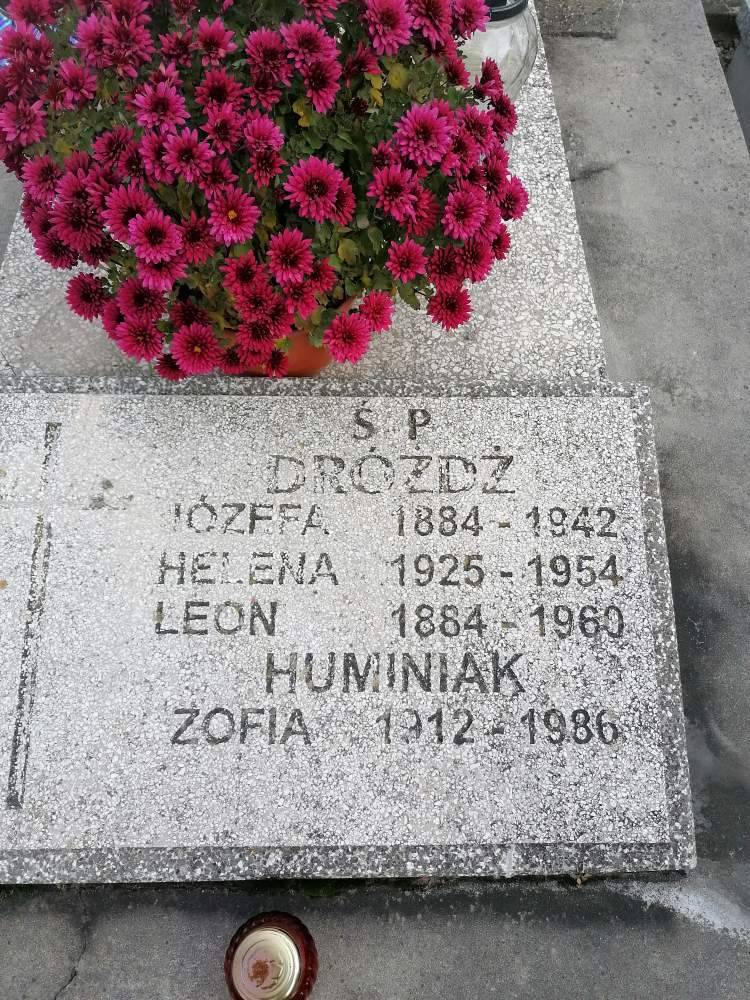 Ś P
DRÓŻDŻ
JÓZEFA 1884 - 1942
HELENA 1925 - 1954
LEON 1884 - 1960
HUMINIAK
ZOFIA 1912 - 1986